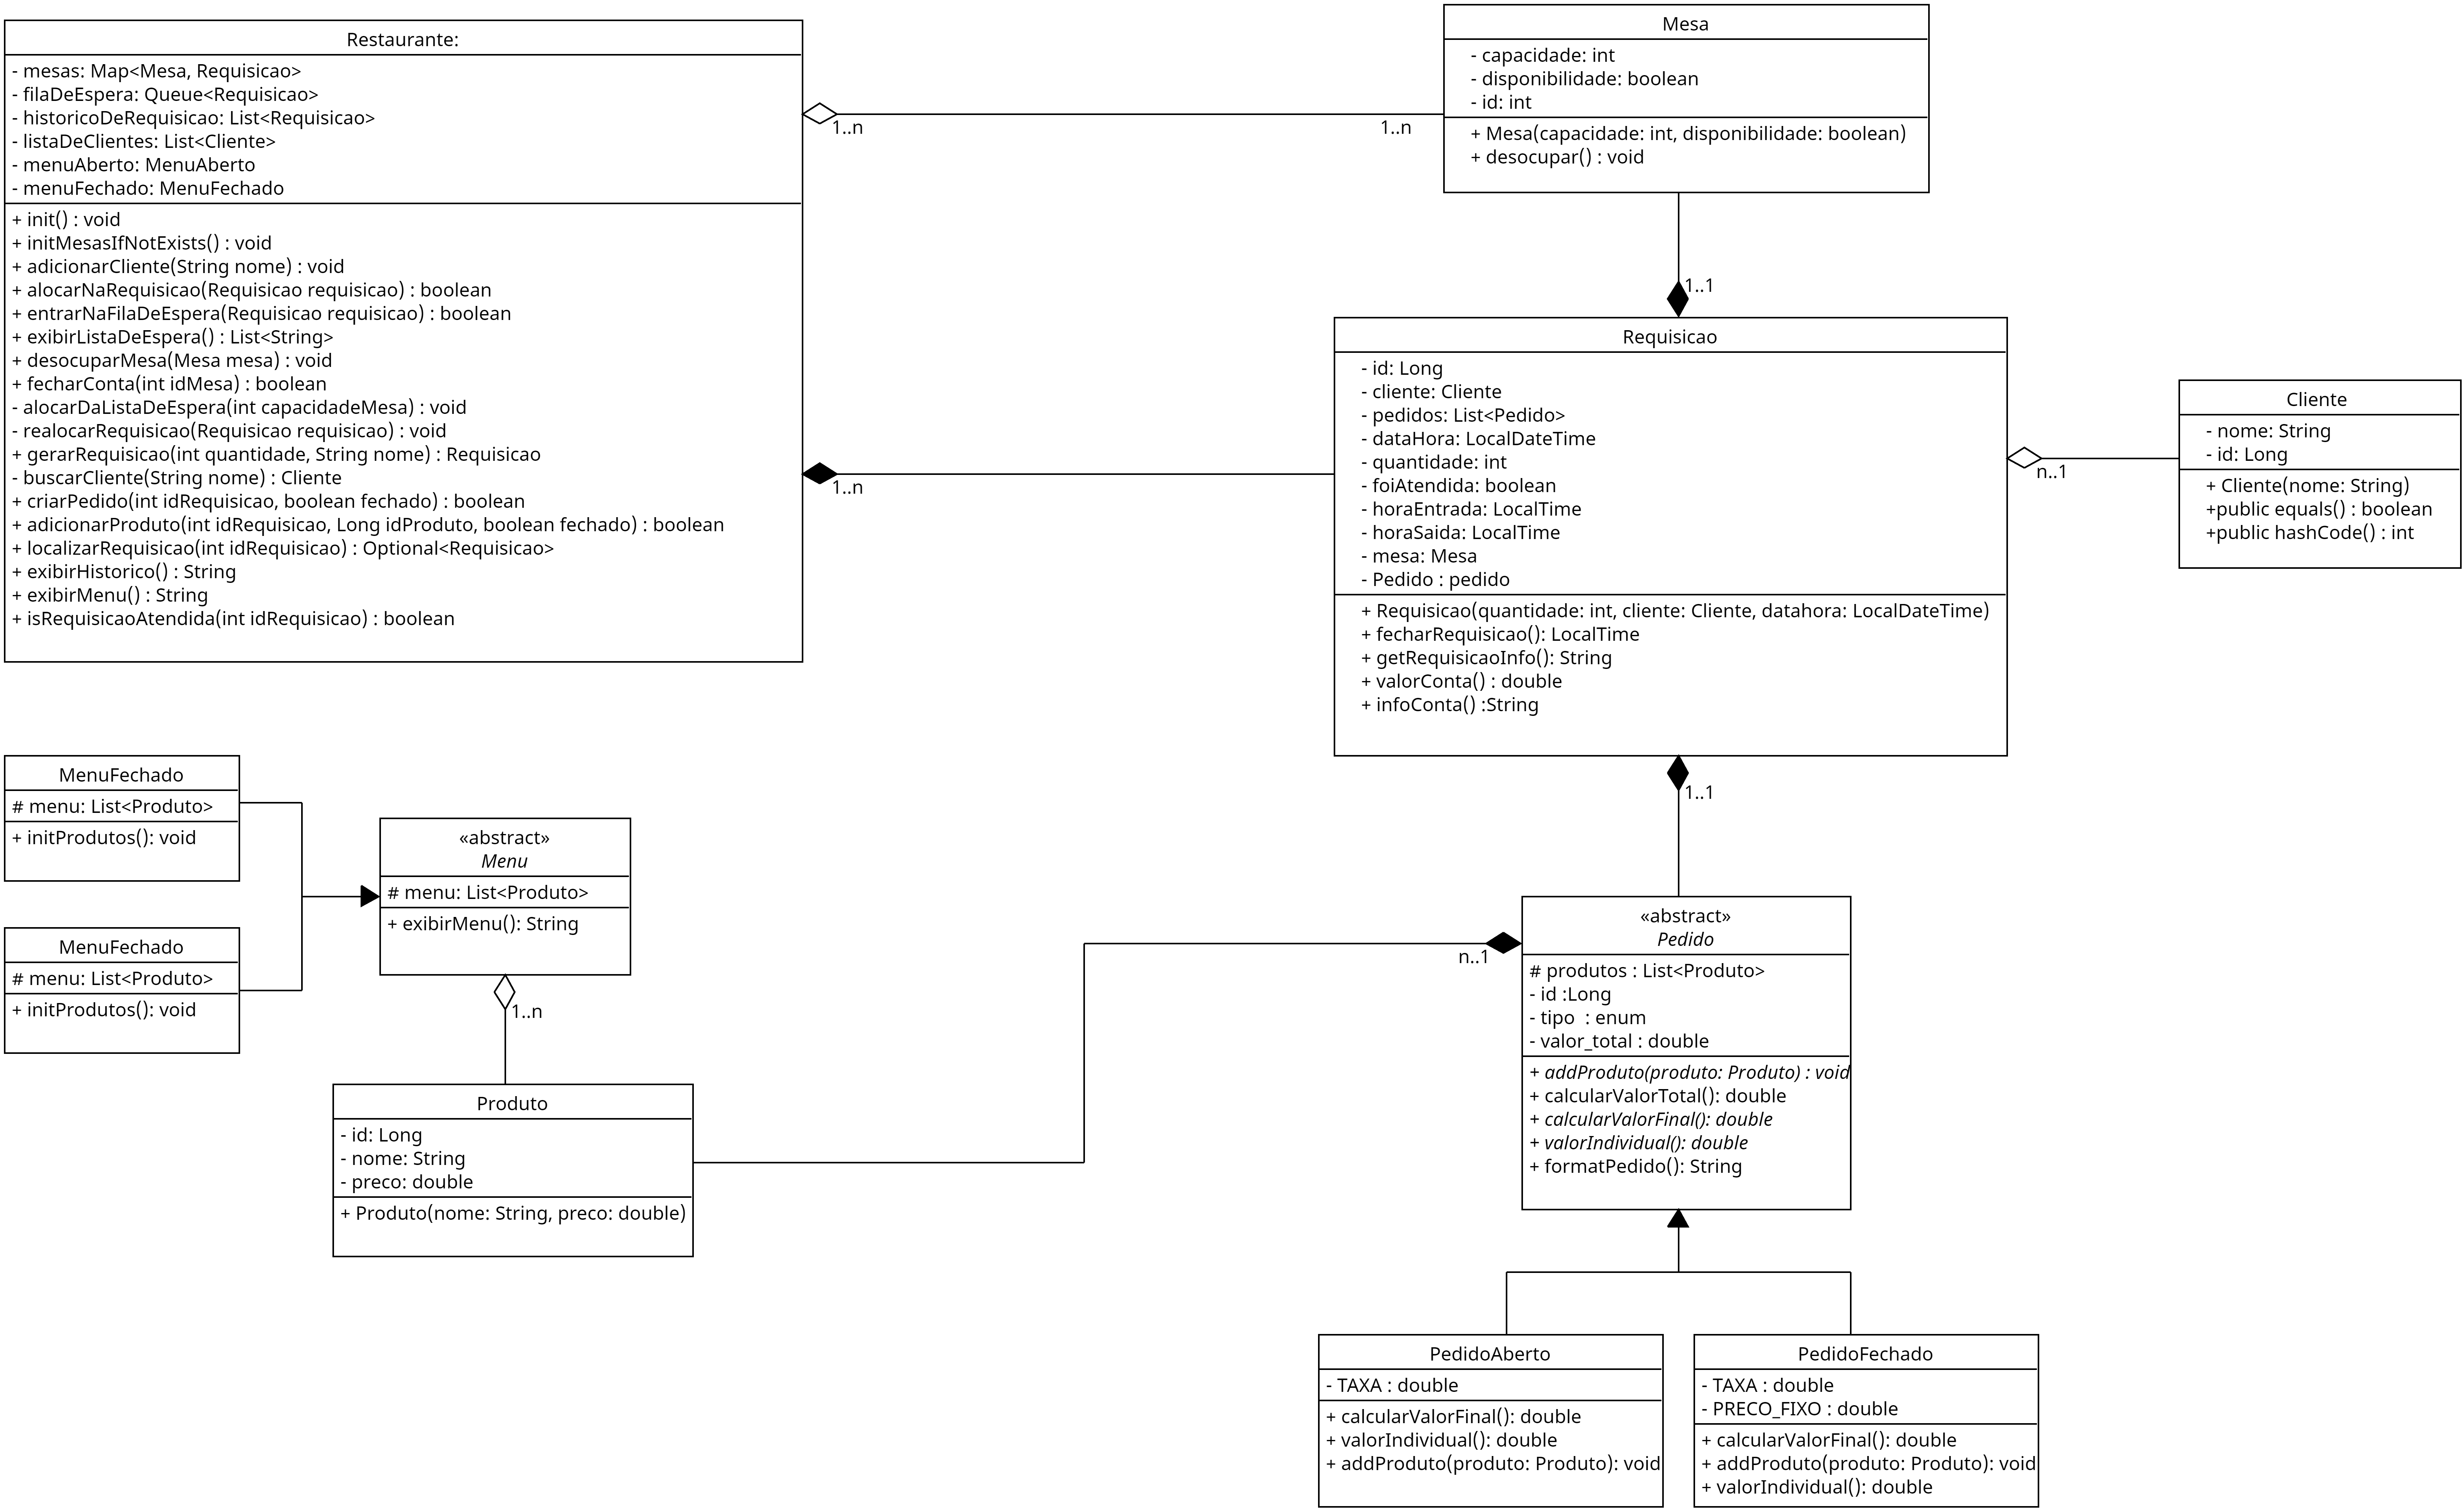 Restaurante:
- mesas: Map<Mesa, Requisicao>
- filaDeEspera: Queue<Requisicao>
- historicoDeRequisicao: List<Requisicao>
- listaDeClientes: List<Cliente>
- menuAberto: MenuAberto
- menuFechado: MenuFechado
+ init() : void
+ initMesasIfNotExists() : void
+ adicionarCliente(String nome) : void
+ alocarNaRequisicao(Requisicao requisicao) : boolean
+ entrarNaFilaDeEspera(Requisicao requisicao) : boolean
+ exibirListaDeEspera() : List<String>
+ desocuparMesa(Mesa mesa) : void
+ fecharConta(int idMesa) : boolean
- alocarDaListaDeEspera(int capacidadeMesa) : void
- realocarRequisicao(Requisicao requisicao) : void
+ gerarRequisicao(int quantidade, String nome) : Requisicao
- buscarCliente(String nome) : Cliente
+ criarPedido(int idRequisicao, boolean fechado) : boolean
+ adicionarProduto(int idRequisicao, Long idProduto, boolean fechado) : boolean
+ localizarRequisicao(int idRequisicao) : Optional<Requisicao>
+ exibirHistorico() : String
+ exibirMenu() : String
+ isRequisicaoAtendida(int idRequisicao) : boolean
1..n
1..n
1..n
Mesa
- capacidade: int
- disponibilidade: boolean
- id: int
+ Mesa(capacidade: int, disponibilidade: boolean)
+ desocupar() : void
1..1
Requisicao
- id: Long
- cliente: Cliente
- pedidos: List<Pedido>
- dataHora: LocalDateTime
- quantidade: int
- foiAtendida: boolean
- horaEntrada: LocalTime
- horaSaida: LocalTime
- mesa: Mesa
- Pedido : pedido
+ Requisicao(quantidade: int, cliente: Cliente, datahora: LocalDateTime)
+ fecharRequisicao(): LocalTime
+ getRequisicaoInfo(): String
+ valorConta() : double
+ infoConta() :String
n..1
Cliente
- nome: String
- id: Long
+ Cliente(nome: String)
+public equals() : boolean
+public hashCode() : int
1..1
MenuFechado
# menu: List<Produto>
+ initProdutos(): void
MenuFechado
# menu: List<Produto>
+ initProdutos(): void
«abstract»
Menu
# menu: List<Produto>
+ exibirMenu(): String
1..n
Produto
- id: Long
- nome: String
- preco: double
+ Produto(nome: String, preco: double)
n..1
«abstract»
Pedido
# produtos : List<Produto>
- id :Long
- tipo  : enum
- valor_total : double
+ addProduto(produto: Produto) : void
+ calcularValorTotal(): double
+ calcularValorFinal(): double
+ valorIndividual(): double
+ formatPedido(): String
PedidoAberto
- TAXA : double
+ calcularValorFinal(): double
+ valorIndividual(): double
+ addProduto(produto: Produto): void
PedidoFechado
- TAXA : double
- PRECO_FIXO : double
+ calcularValorFinal(): double
+ addProduto(produto: Produto): void
+ valorIndividual(): double